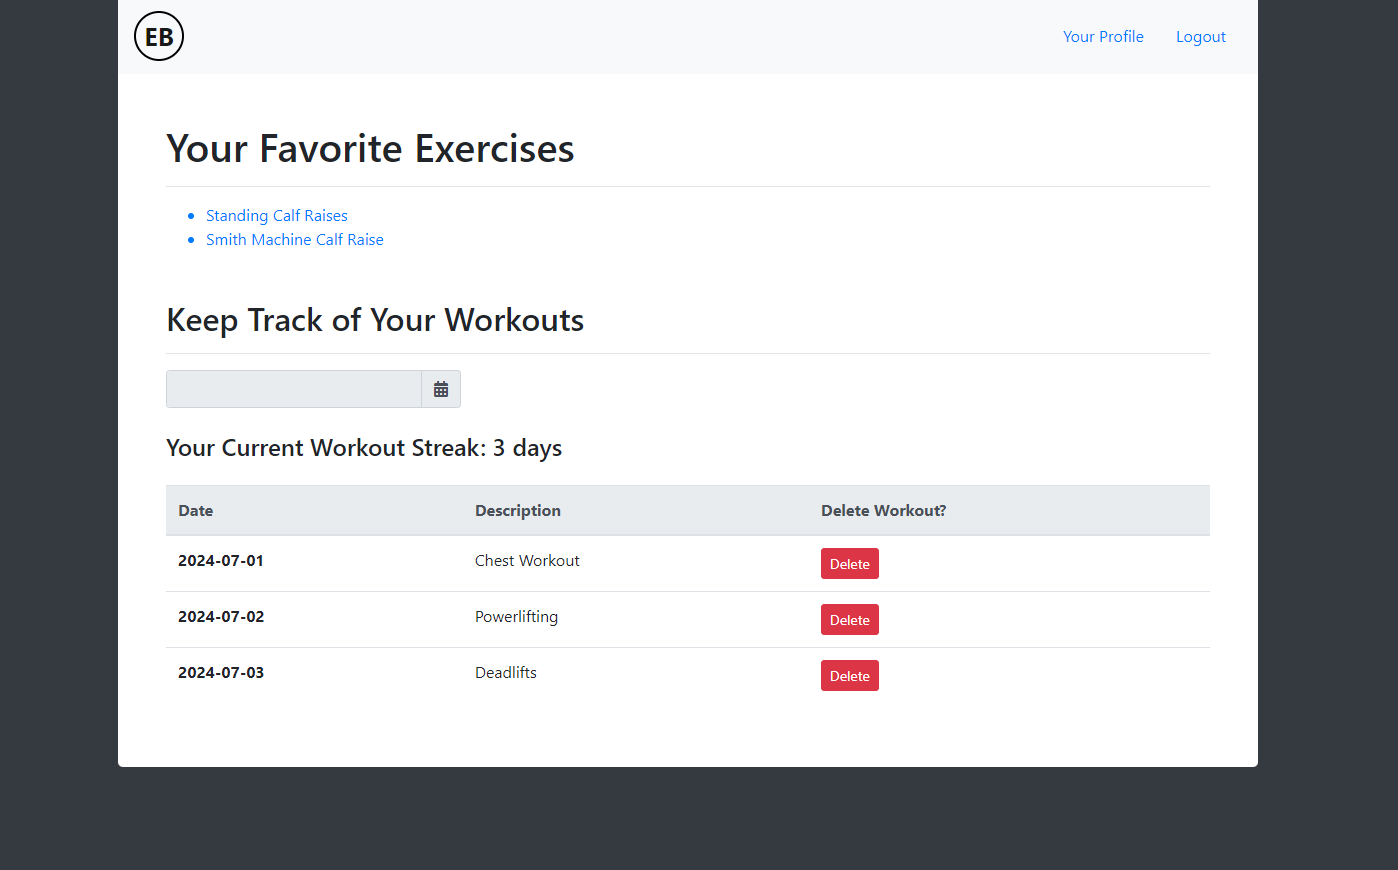 EB
Your Profile Logout
Your Favorite Exercises
Standing Calf Raises
Smith Machine Calf Raise
Keep Track of Your Workouts
Your Current Workout Streak: 3 days
Date Description Delete Workout?
2024-07-01 Chest Workout Delete
2024-07-02 Powerlifting Delete
2024-07-03 Deadlifts Delete